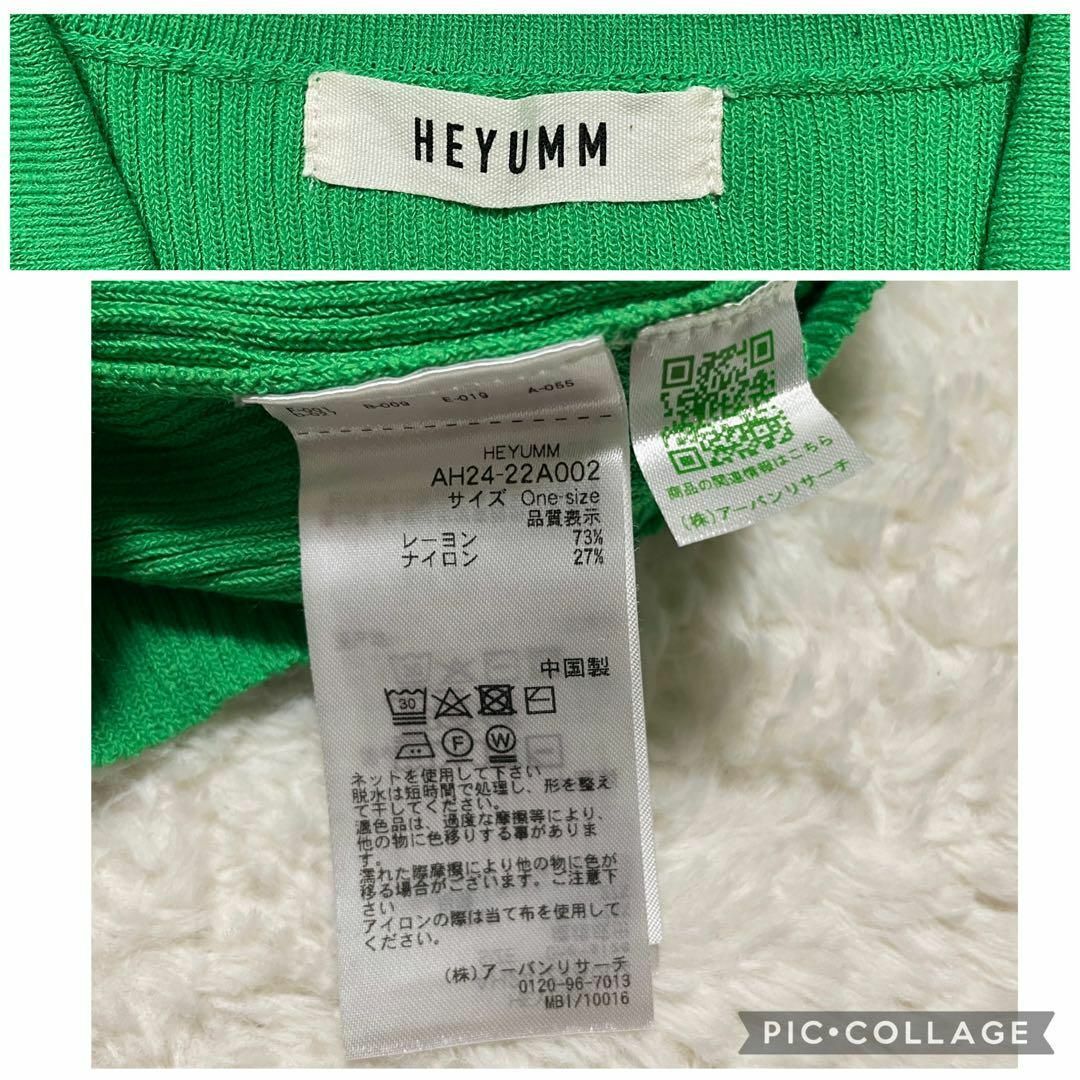 HEYUMM
E-001 B-009 E-019 A-055
HEYUMM
AH24-22A002
サイズ One-size
品質表示
レーヨン 73%
ナイロン 27%
中国製
30
F W
ネットを使用して下さい
脱水は短時間で処理し、形を整え
て干してください。
濃色品は、過度な摩擦等により、
他の物に色移りする事がありま
す。
濡れた際摩擦により他の物に色が
移る場合がございます。ご注意下
さい
アイロンの際は当て布を使用して
ください。
(株)アーバンリサーチ
0120-96-7013
MBI/10016
商品の関連情報はこちら
(株)アーバンリサーチ
PIC•COLLAGE